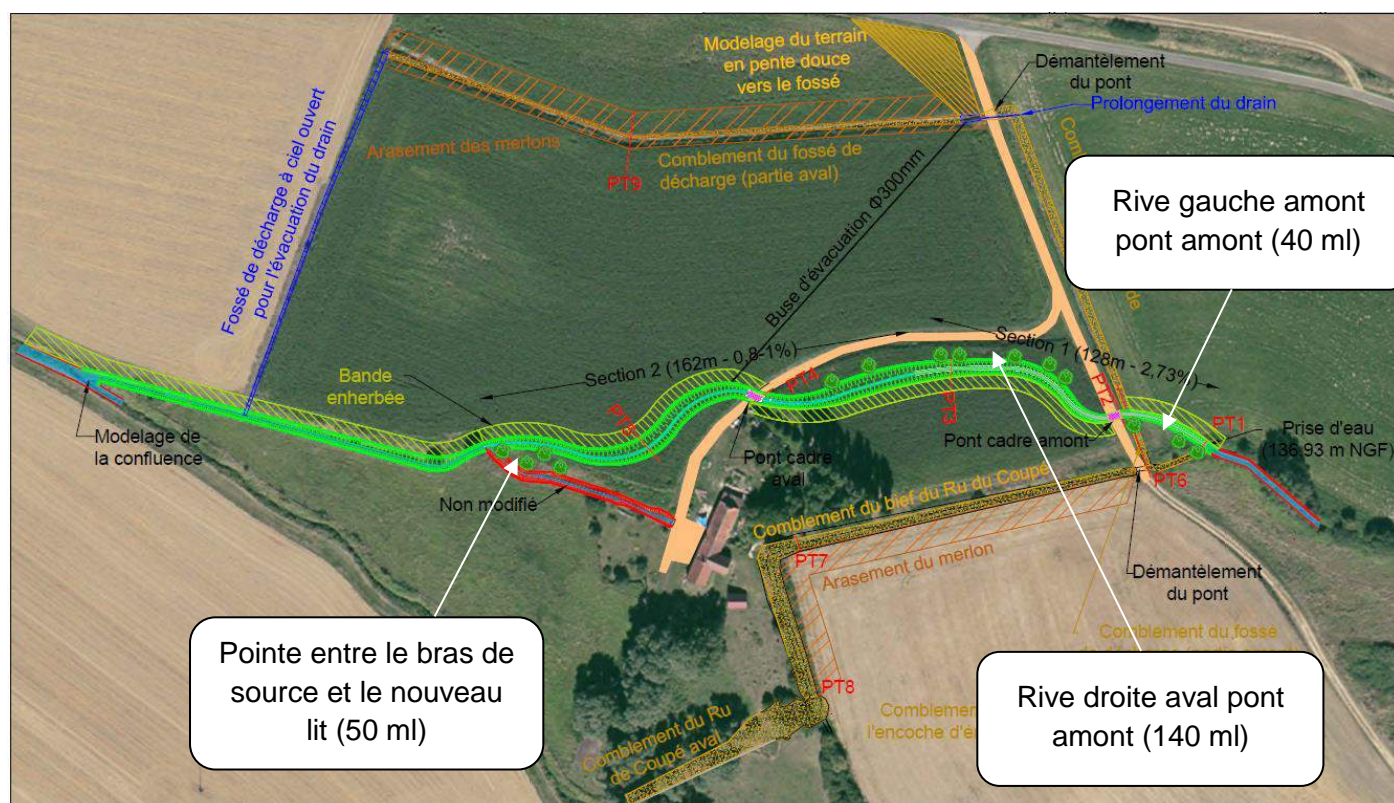 Modelage du terrain
en pente douce
vers le fossé
Démantèlement
du pont
Prolongement du drain
Arasement des merlons
PT9
Comblement du fossé de
décharge (partie aval)
Buse d'évacuation Φ300mm
Rive gauche amont
pont amont (40 ml)
de
Fossé de décharge à ciel ouvert
pour l'évacuation du drain
Section 2 (162m - 0,8-1%)
Section 1 (128m - 2,73%)
Bande
enherbée
PT4
PT3
PT2
PT1
Prise d'eau
(136,93 m NGF)
Pont cadre amont
Pont cadre
aval
Modelage de
la confluence
Non modifié
PT6
Comblement du bief du Ru du Coupé
PT7
Arasement du merlon
Démantèlement
du pont
Comblement du fossé
PT8
l'encoche
Comblement du Ru
de Coupé aval
Pointe entre le bras de
source et le nouveau
lit (50 ml)
Rive droite aval pont
amont (140 ml)